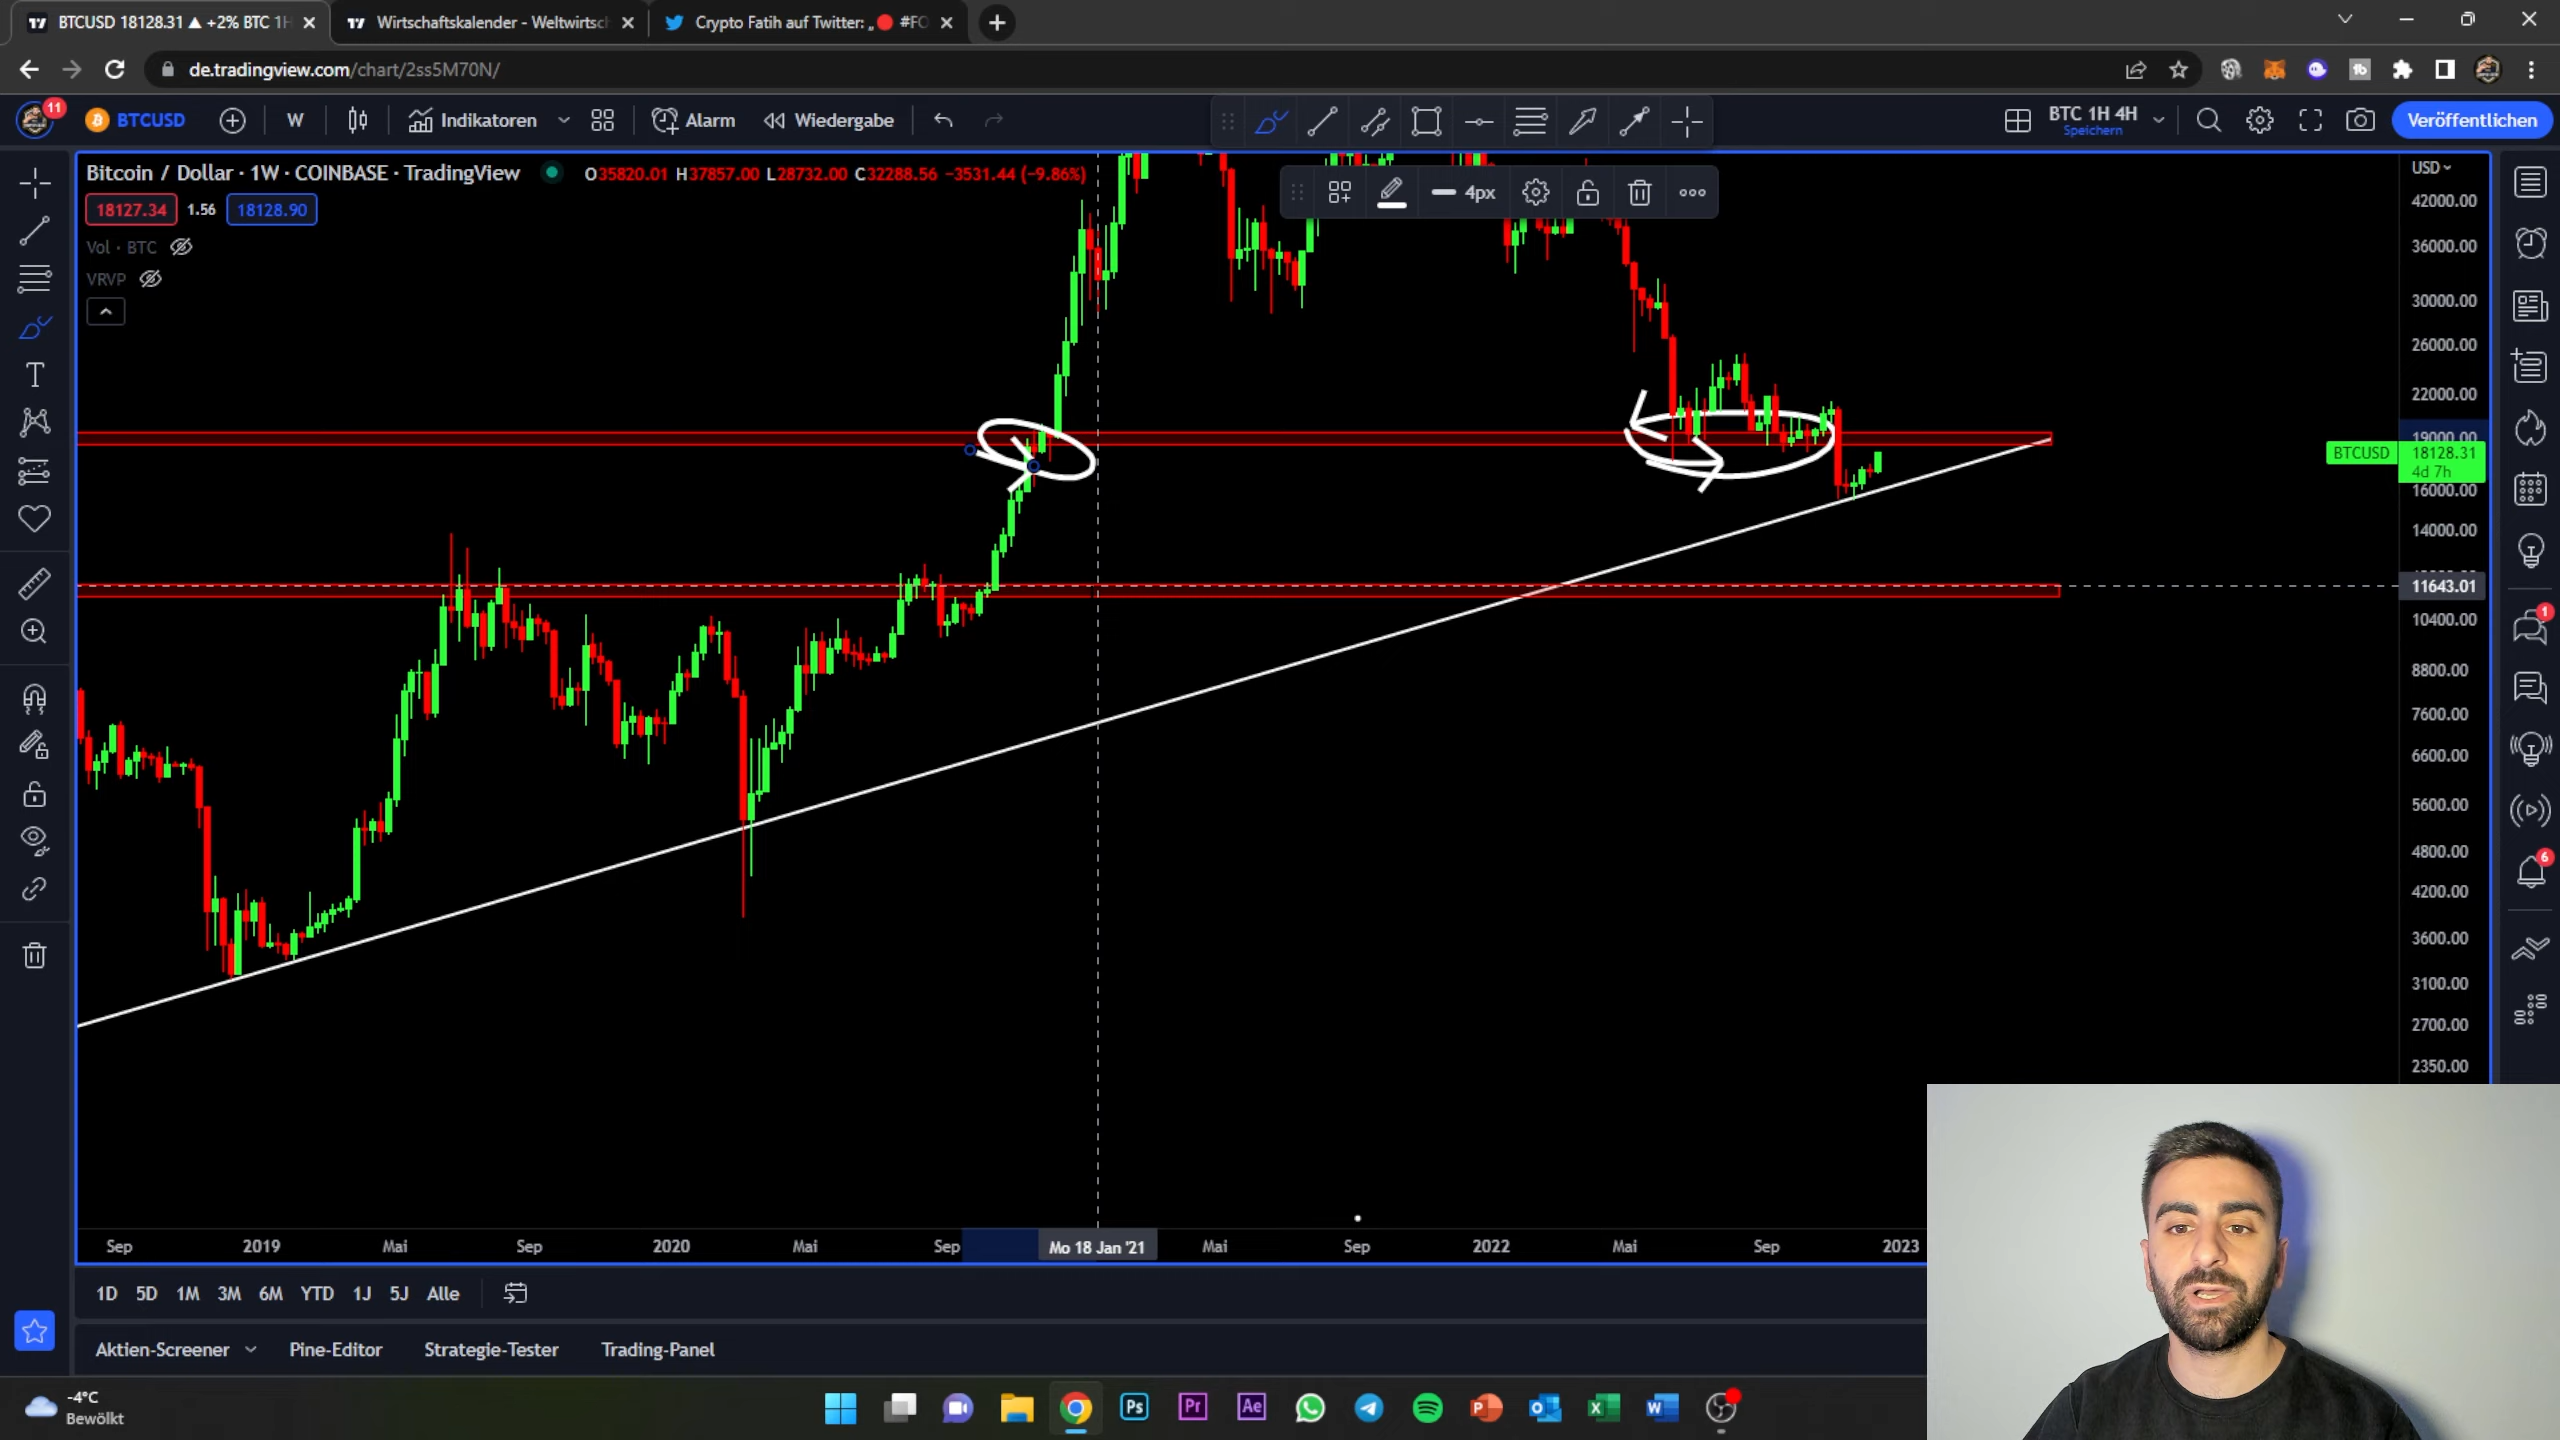 BTCUSD 18128.31 ▲ +2% BTC 1H
Wirtschaftskalender - Weltwirtsc
Crypto Fatih auf Twitter: „🔴 #FO
de.tradingview.com/chart/2ss5M70N/
11
BTCUSD
W
Indikatoren
Alarm
Wiedergabe
BTC 1H 4H
Speichern
Veröffentlichen
Bitcoin / Dollar · 1W · COINBASE · TradingView
O35820.01 H37857.00 L28732.00 C32288.56 −3531.44 (−9.86%)
18127.34
1.56
18128.90
4px
Vol · BTC
VRVP
USD
42000.00
36000.00
30000.00
26000.00
22000.00
19000.00
BTCUSD
18128.31
4d 7h
16000.00
14000.00
11643.01
10400.00
8800.00
7600.00
6600.00
5600.00
4800.00
4200.00
3600.00
3100.00
2700.00
2350.00
1
6
Sep
2019
Mai
Sep
2020
Mai
Sep
Mo 18 Jan '21
Mai
Sep
2022
Mai
Sep
2023
1D 5D 1M 3M 6M YTD 1J 5J Alle
Aktien-Screener
Pine-Editor
Strategie-Tester
Trading-Panel
-4°C
Bewölkt
Ps
Pr
Ae